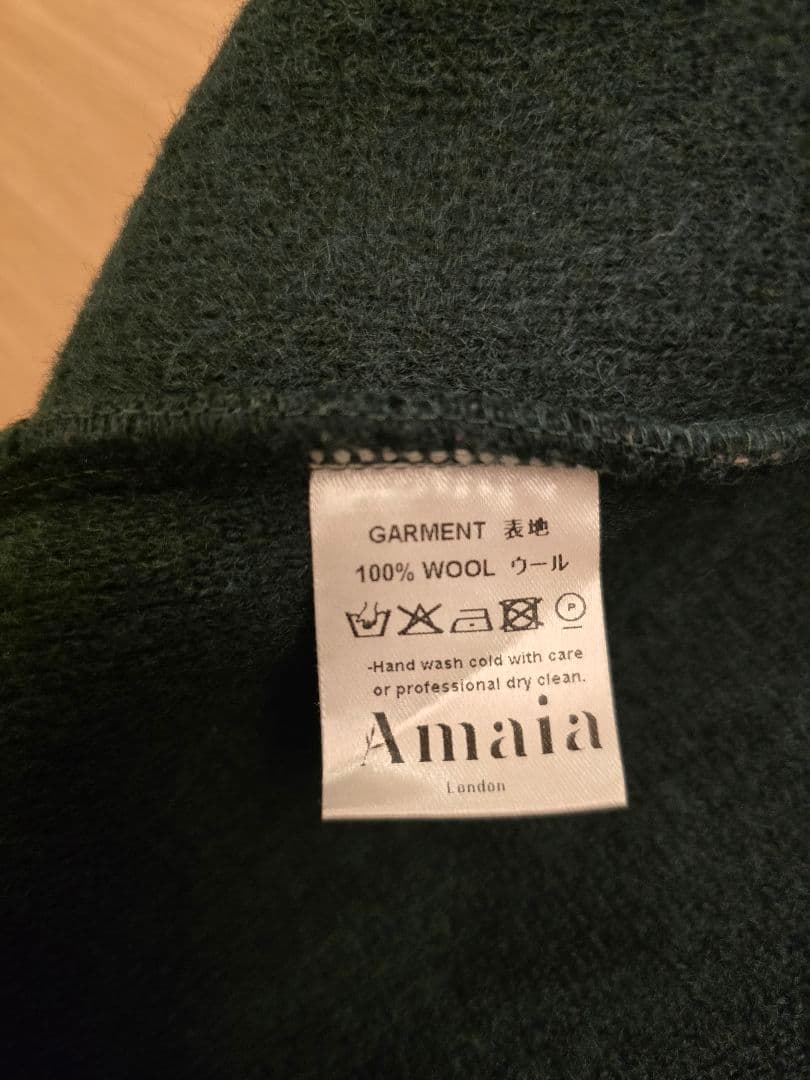 GARMENT 表地
100% WOOL ウール
P
-Hand wash cold with care
or professional dry clean.
Amaia
London